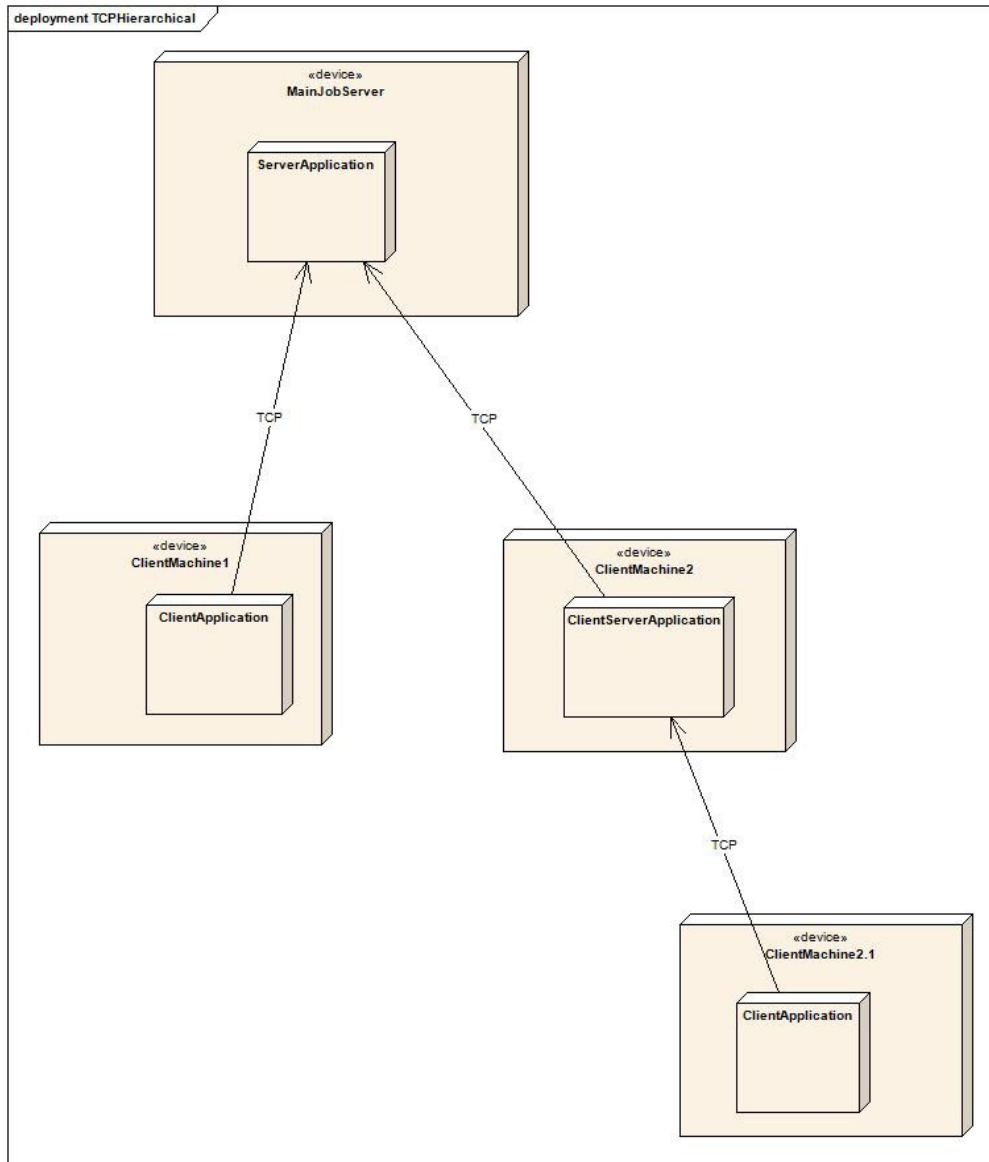 deployment TCPHierarchical
«device»
MainJobServer
ServerApplication
TCP
TCP
«device»
ClientMachine1
ClientApplication
«device»
ClientMachine2
ClientServerApplication
TCP
«device»
ClientMachine2.1
ClientApplication